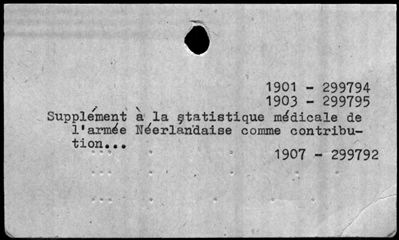 1901 - 299794
1903 - 299795
Supplément à la statistique médicale de
l'armée Néerlandaise comme contribu-
tion...
1907 - 299792